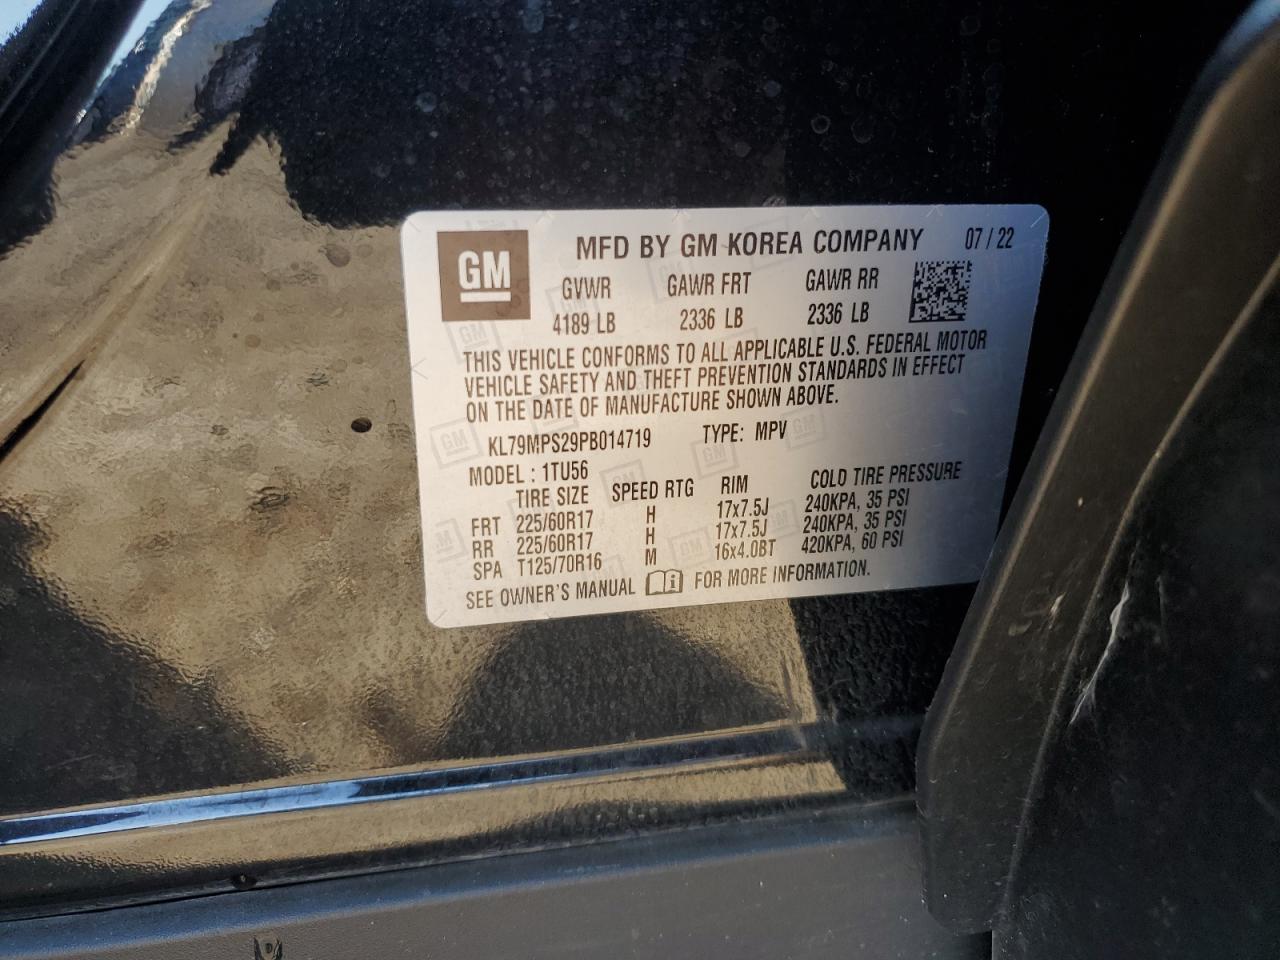 GM
MFD BY GM KOREA COMPANY 07/22
GVWR GAWR FRT GAWR RR
4189 LB 2336 LB 2336 LB
THIS VEHICLE CONFORMS TO ALL APPLICABLE U.S. FEDERAL MOTOR
VEHICLE SAFETY AND THEFT PREVENTION STANDARDS IN EFFECT
ON THE DATE OF MANUFACTURE SHOWN ABOVE.
KL79MPS29PB014719 TYPE: MPV
MODEL: 1TU56
TIRE SIZE SPEED RTG RIM COLD TIRE PRESSURE
FRT 225/60R17 H 17x7.5J 240KPA, 35 PSI
RR 225/60R17 H 17x7.5J 240KPA, 35 PSI
SPA T125/70R16 M 16x4.0BT 420KPA, 60 PSI
SEE OWNER'S MANUAL FOR MORE INFORMATION.